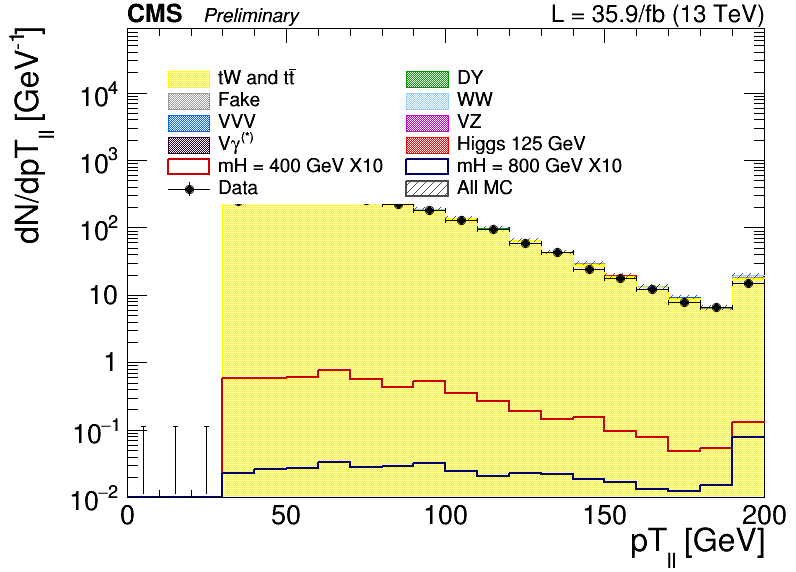 CMS Preliminary L = 35.9/fb (13 TeV)
dN/dpT_ll [GeV⁻¹]
tW and tt̄ DY
Fake WW
VVV VZ
Vγ(*) Higgs 125 GeV
mH = 400 GeV X10 mH = 800 GeV X10
Data All MC
10⁴
10³
10²
10
1
10⁻¹
10⁻²
0 50 100 150 200
pT_ll [GeV]